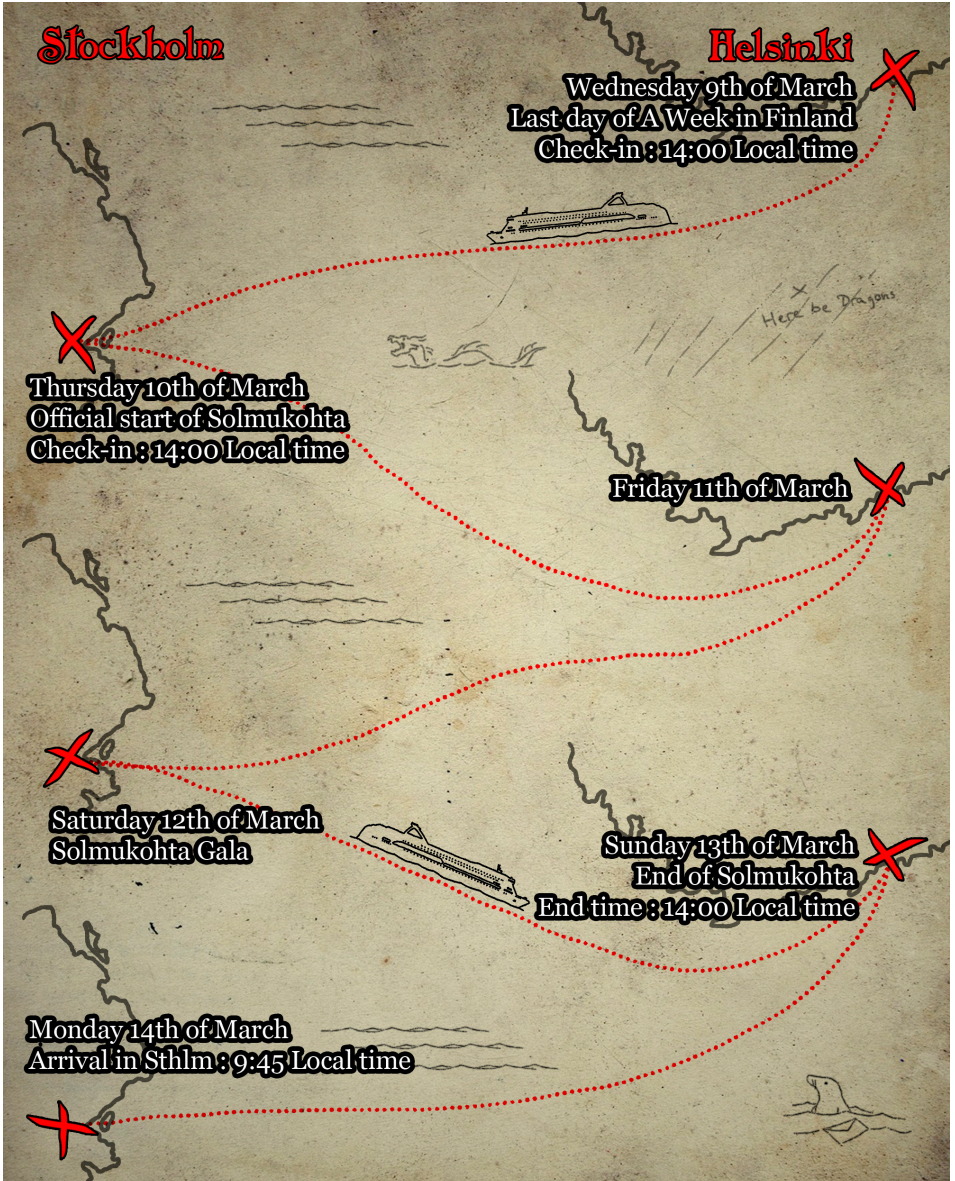 Stockholm
Helsinki
Wednesday 9th of March
Last day of A Week in Finland
Check-in : 14:00 Local time
Here be Dragons
Thursday 10th of March
Official start of Solmukohta
Check-in : 14:00 Local time
Friday 11th of March
Saturday 12th of March
Solmukohta Gala
Sunday 13th of March
End of Solmukohta
End time : 14:00 Local time
Monday 14th of March
Arrival in Sthlm : 9:45 Local time